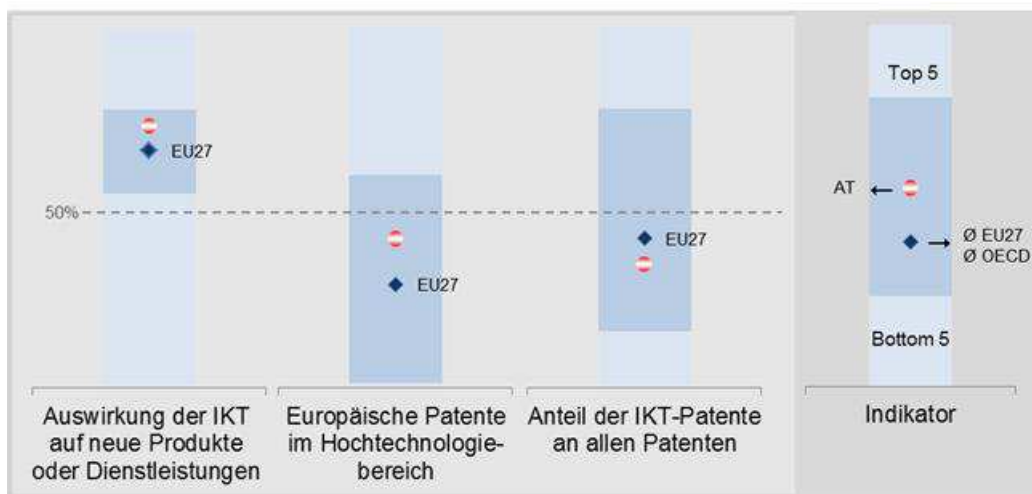 Top 5
EU27
AT
50%
EU27
Ø EU27
Ø OECD
EU27
Bottom 5
Auswirkung der IKT
auf neue Produkte
oder Dienstleistungen
Europäische Patente
im Hochtechnologie-
bereich
Anteil der IKT-Patente
an allen Patenten
Indikator